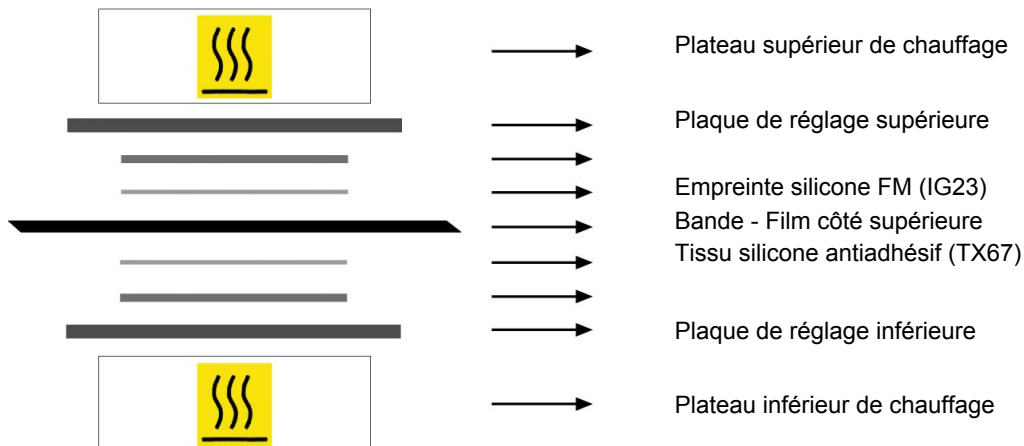 Plateau supérieur de chauffage
Plaque de réglage supérieure
Empreinte silicone FM (IG23)
Bande - Film côté supérieure
Tissu silicone antiadhésif (TX67)
Plaque de réglage inférieure
Plateau inférieur de chauffage